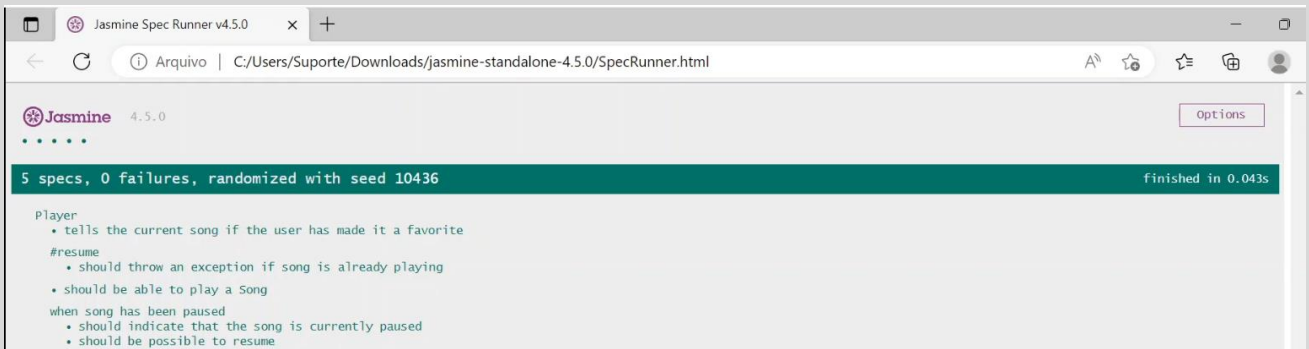 Jasmine Spec Runner v4.5.0
Arquivo | C:/Users/Suporte/Downloads/jasmine-standalone-4.5.0/SpecRunner.html
Jasmine 4.5.0 Options
5 specs, 0 failures, randomized with seed 10436 finished in 0.043s
Player
• tells the current song if the user has made it a favorite
#resume
• should throw an exception if song is already playing
• should be able to play a Song
when song has been paused
• should indicate that the song is currently paused
• should be possible to resume